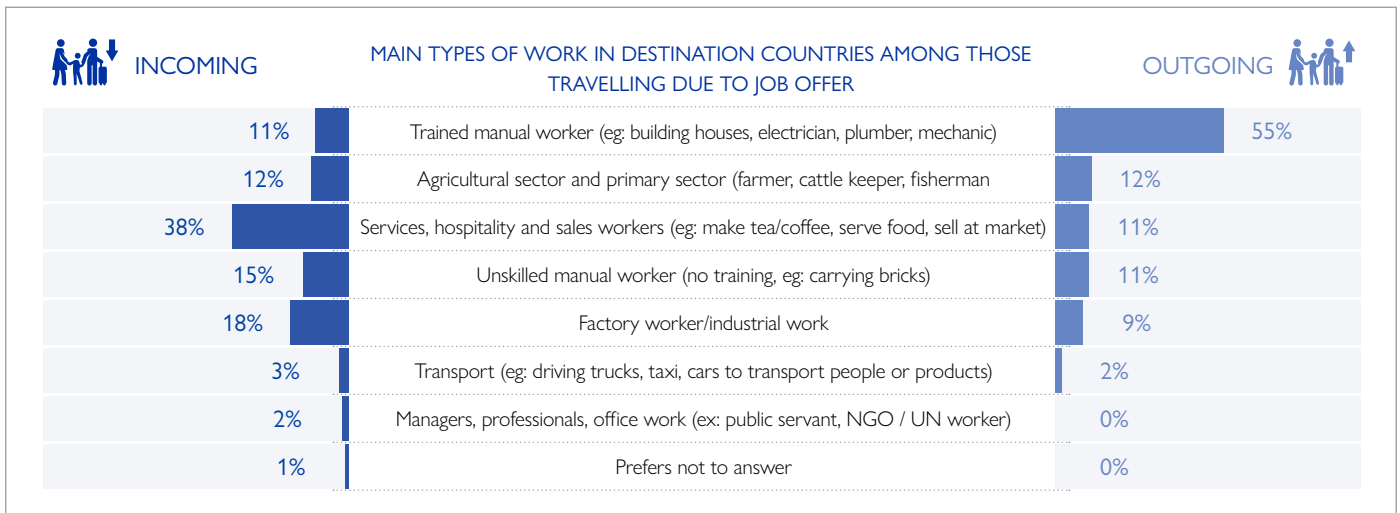 INCOMING
MAIN TYPES OF WORK IN DESTINATION COUNTRIES AMONG THOSE
TRAVELLING DUE TO JOB OFFER
OUTGOING
11% Trained manual worker (eg: building houses, electrician, plumber, mechanic) 55%
12% Agricultural sector and primary sector (farmer, cattle keeper, fisherman 12%
38% Services, hospitality and sales workers (eg: make tea/coffee, serve food, sell at market) 11%
15% Unskilled manual worker (no training, eg: carrying bricks) 11%
18% Factory worker/industrial work 9%
3% Transport (eg: driving trucks, taxi, cars to transport people or products) 2%
2% Managers, professionals, office work (ex: public servant, NGO / UN worker) 0%
1% Prefers not to answer 0%